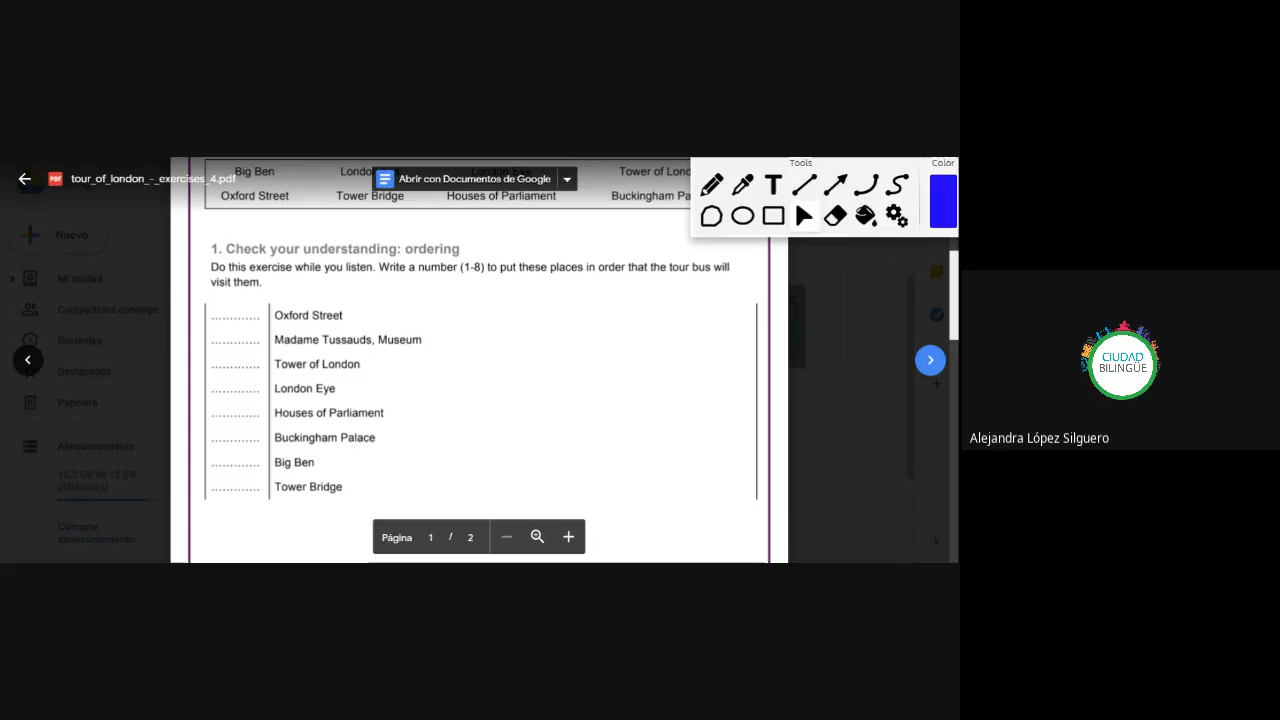 Tools
Color
Big Ben
London Eye
Tower of Lond
tour_of_london_-_exercises_4.pdf
Abrir con Documentos de Google
Oxford Street
Tower Bridge
Houses of Parliament
Buckingham Pa
Nuevo
1. Check your understanding: ordering
Do this exercise while you listen. Write a number (1-8) to put these places in order that the tour bus will
visit them.
Mi unidad
Compartidos conmigo
Recientes
Destacados
Papelera
Almacenamiento
10.5 GB de 15 GB
utilizado(s)
Comprar
almacenamiento
............ Oxford Street
............ Madame Tussauds, Museum
............ Tower of London
............ London Eye
............ Houses of Parliament
............ Buckingham Palace
............ Big Ben
............ Tower Bridge
Página 1 / 2
CIUDAD
BILINGÜE
Alejandra López Silguero